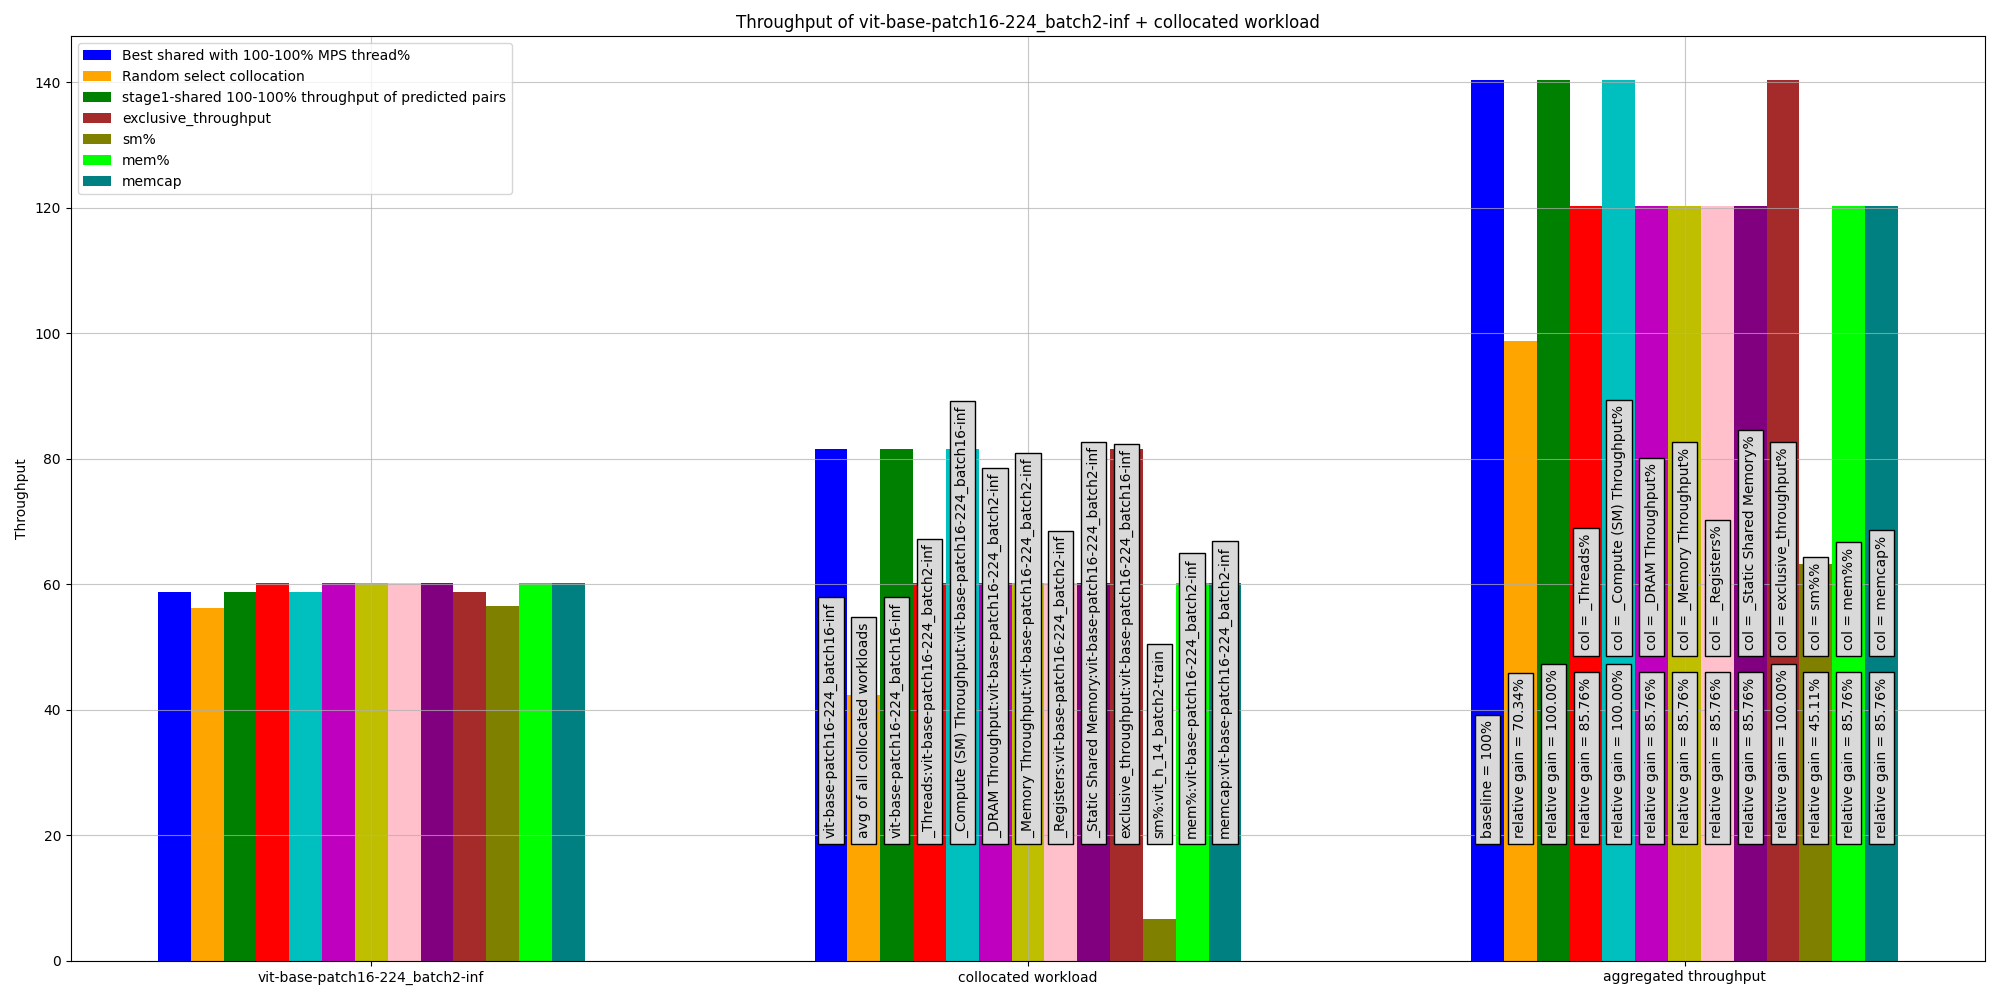 Throughput of vit-base-patch16-224_batch2-inf + collocated workload
Best shared with 100-100% MPS thread%
Random select collocation
stage1-shared 100-100% throughput of predicted pairs
exclusive_throughput
sm%
mem%
memcap
Throughput
140
120
100
80
60
40
20
0
vit-base-patch16-224_batch16-inf
avg of all collocated workloads
vit-base-patch16-224_batch16-inf
_Threads:vit-base-patch16-224_batch2-inf
_Compute (SM) Throughput:vit-base-patch16-224_batch16-inf
_DRAM Throughput:vit-base-patch16-224_batch2-inf
_Memory Throughput:vit-base-patch16-224_batch2-inf
_Registers:vit-base-patch16-224_batch2-inf
_Static Shared Memory:vit-base-patch16-224_batch2-inf
exclusive_throughput:vit-base-patch16-224_batch16-inf
sm%:vit_h_14_batch2-train
mem%:vit-base-patch16-224_batch2-inf
memcap:vit-base-patch16-224_batch2-inf
col = _Threads%
col = _Compute (SM) Throughput%
col = _DRAM Throughput%
col = _Memory Throughput%
col = _Registers%
col = _Static Shared Memory%
col = exclusive_throughput%
col = sm%%
col = mem%%
col = memcap%
baseline = 100%
relative gain = 70.34%
relative gain = 100.00%
relative gain = 85.76%
relative gain = 100.00%
relative gain = 85.76%
relative gain = 85.76%
relative gain = 85.76%
relative gain = 85.76%
relative gain = 100.00%
relative gain = 45.11%
relative gain = 85.76%
relative gain = 85.76%
vit-base-patch16-224_batch2-inf
collocated workload
aggregated throughput